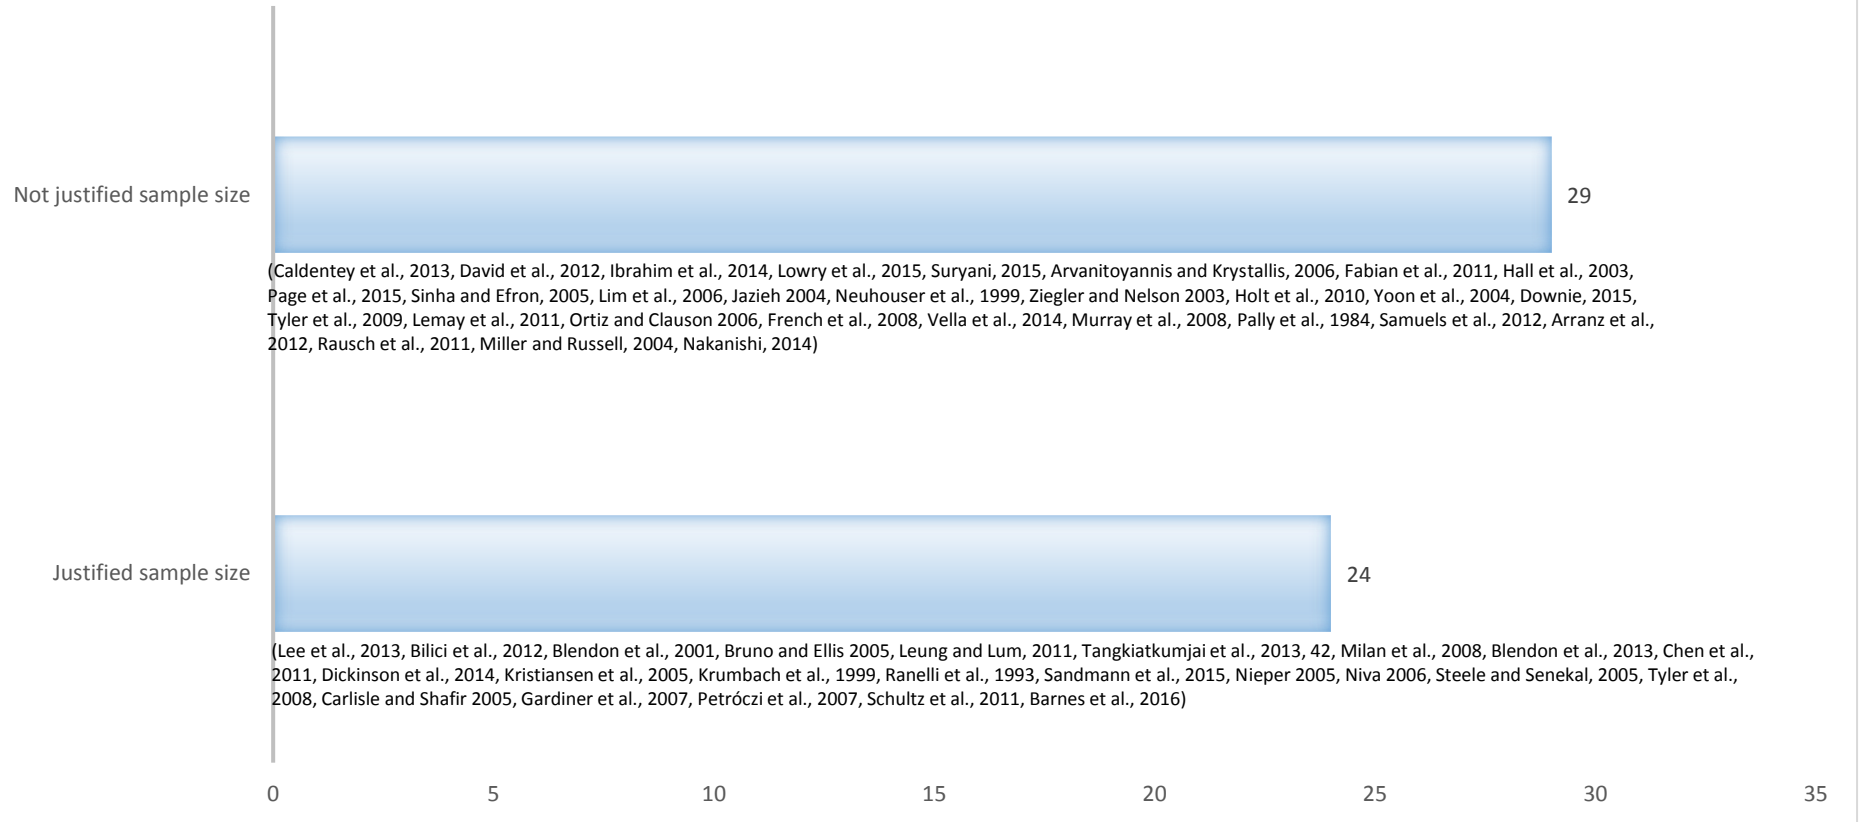 Not justified sample size
29
(Caldentey et al., 2013, David et al., 2012, Ibrahim et al., 2014, Lowry et al., 2015, Suryani, 2015, Arvanitoyannis and Krystallis, 2006, Fabian et al., 2011, Hall et al., 2003,
Page et al., 2015, Sinha and Efron, 2005, Lim et al., 2006, Jazieh 2004, Neuhouser et al., 1999, Ziegler and Nelson 2003, Holt et al., 2010, Yoon et al., 2004, Downie, 2015,
Tyler et al., 2009, Lemay et al., 2011, Ortiz and Clauson 2006, French et al., 2008, Vella et al., 2014, Murray et al., 2008, Pally et al., 1984, Samuels et al., 2012, Arranz et al.,
2012, Rausch et al., 2011, Miller and Russell, 2004, Nakanishi, 2014)
Justified sample size
24
(Lee et al., 2013, Bilici et al., 2012, Blendon et al., 2001, Bruno and Ellis 2005, Leung and Lum, 2011, Tangkiatkumjai et al., 2013, 42, Milan et al., 2008, Blendon et al., 2013, Chen et al.,
2011, Dickinson et al., 2014, Kristiansen et al., 2005, Krumbach et al., 1999, Ranelli et al., 1993, Sandmann et al., 2015, Nieper 2005, Niva 2006, Steele and Senekal, 2005, Tyler et al.,
2008, Carlisle and Shafir 2005, Gardiner et al., 2007, Petróczi et al., 2007, Schultz et al., 2011, Barnes et al., 2016)
0 5 10 15 20 25 30 35